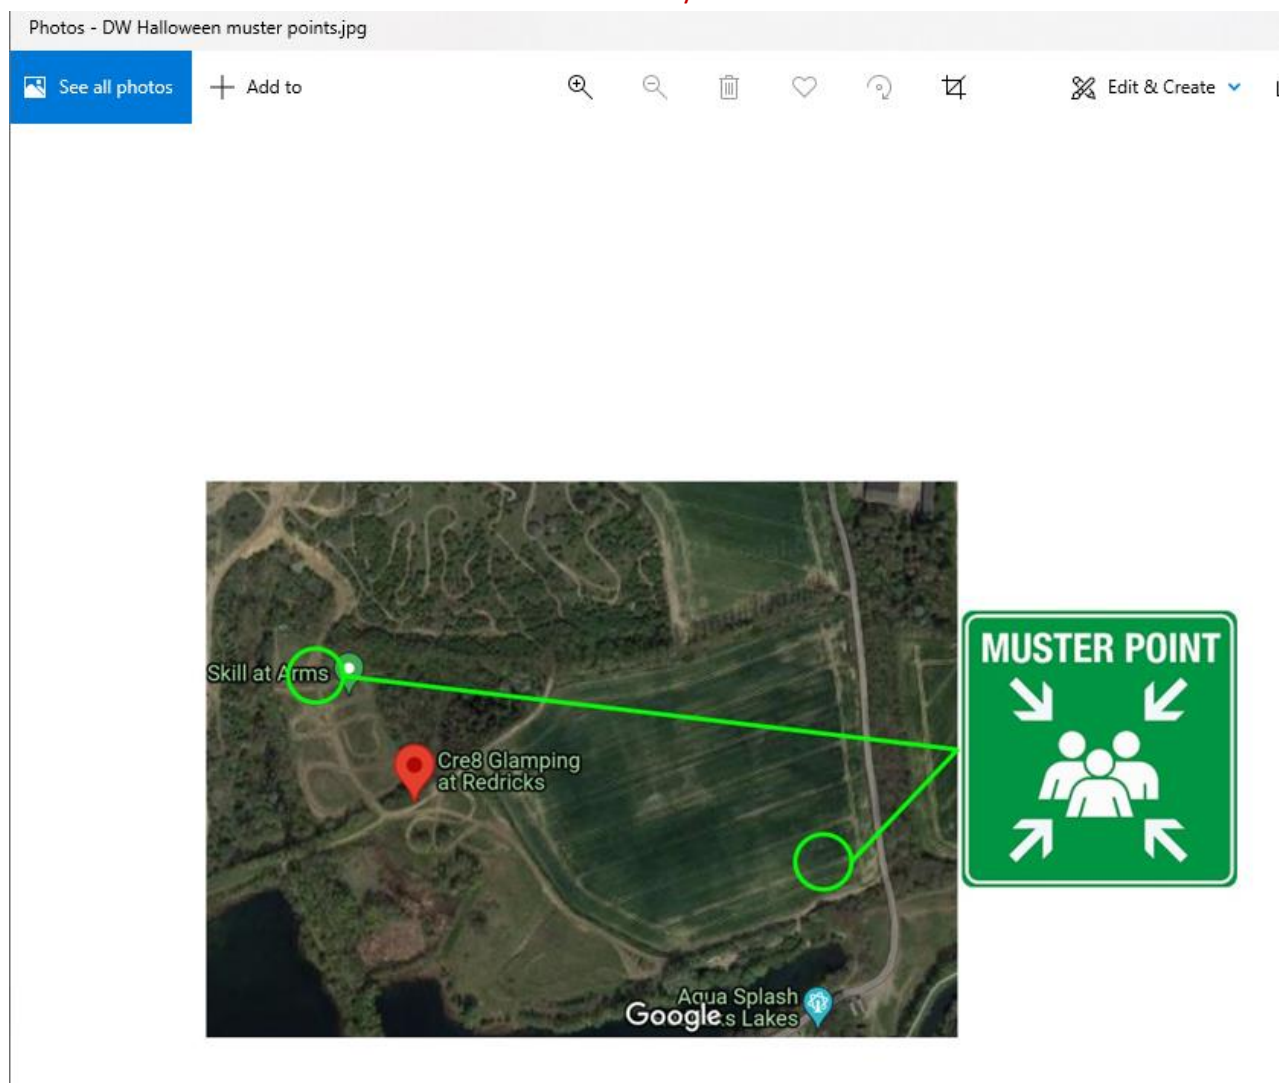 Photos - DW Halloween muster points.jpg
See all photos
Add to
Edit & Create
MUSTER POINT
Skill at Arms
Cre8 Glamping
at Redricks
Aqua Splash
Google
s Lakes